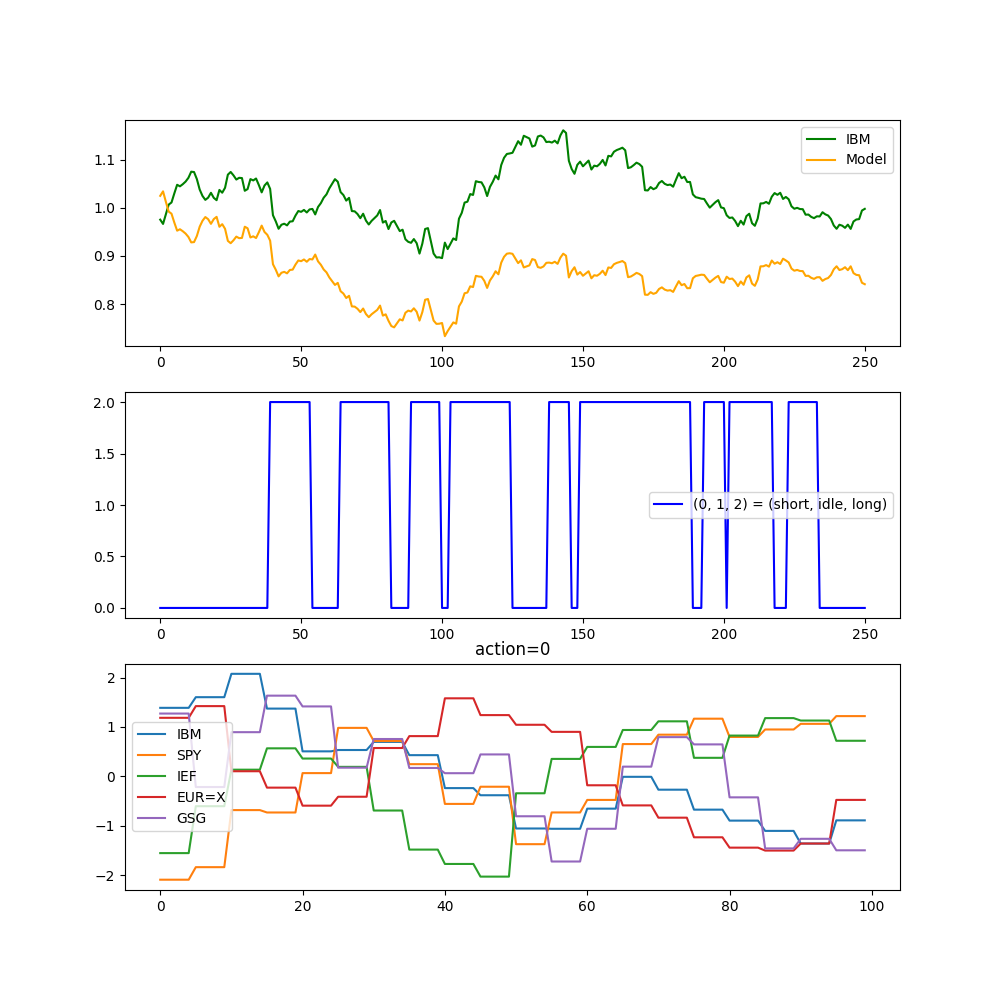 IBM
Model
1.1
1.0
0.9
0.8
0 50 100 150 200 250
2.0
1.5
1.0
0.5
0.0
(0, 1, 2) = (short, idle, long)
0 50 100 150 200 250
action=0
2
1
0
−1
−2
IBM
SPY
IEF
EUR=X
GSG
0 20 40 60 80 100